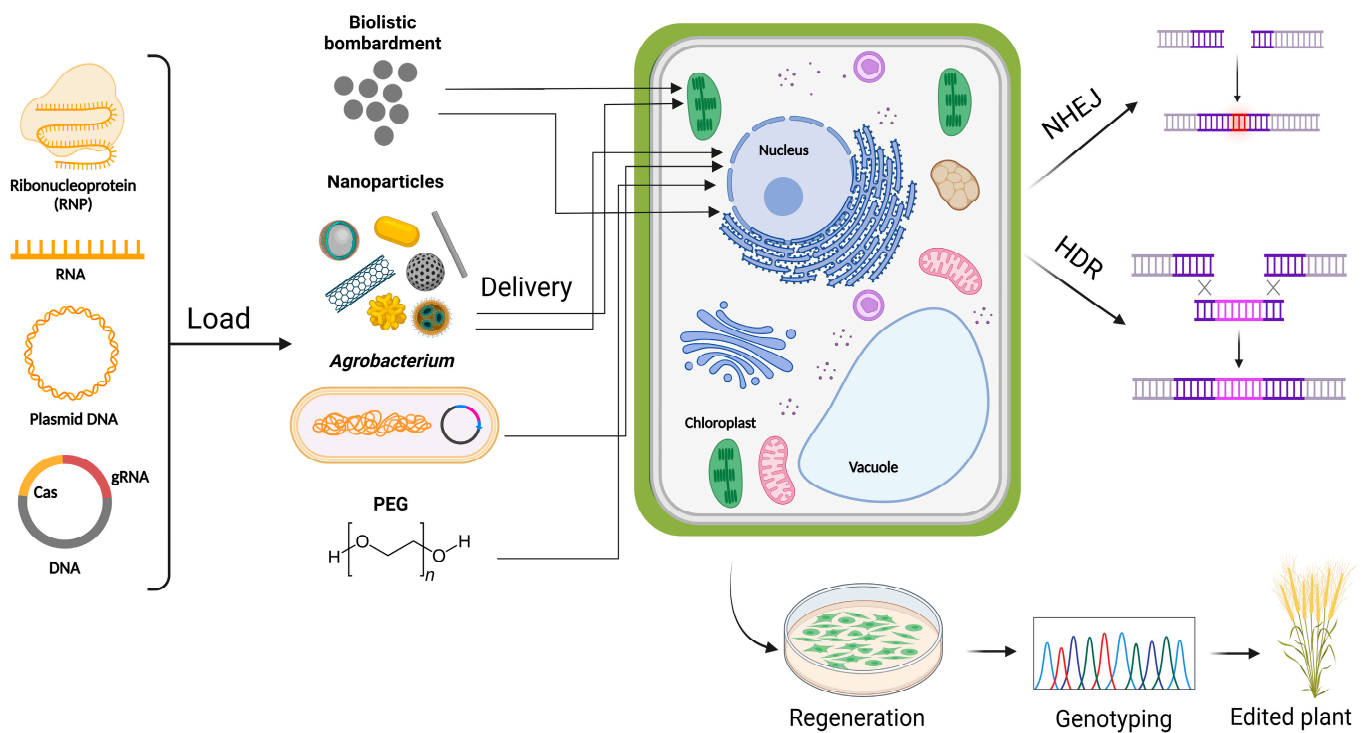 Ribonucleoprotein
(RNP)
RNA
Plasmid DNA
Cas
gRNA
DNA
Load
Biolistic
bombardment
Nanoparticles
Delivery
Agrobacterium
PEG
H
O
O
H
n
Nucleus
Chloroplast
Vacuole
NHEJ
HDR
Regeneration
Genotyping
Edited plant